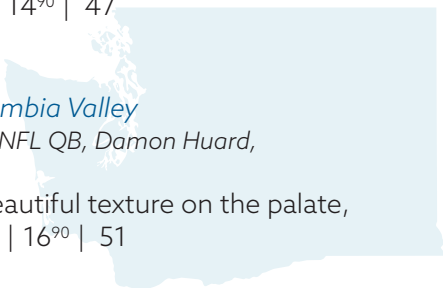 14⁹⁰ | 47
mbia Valley
NFL QB, Damon Huard,
eautiful texture on the palate,
| 16⁹⁰ | 51